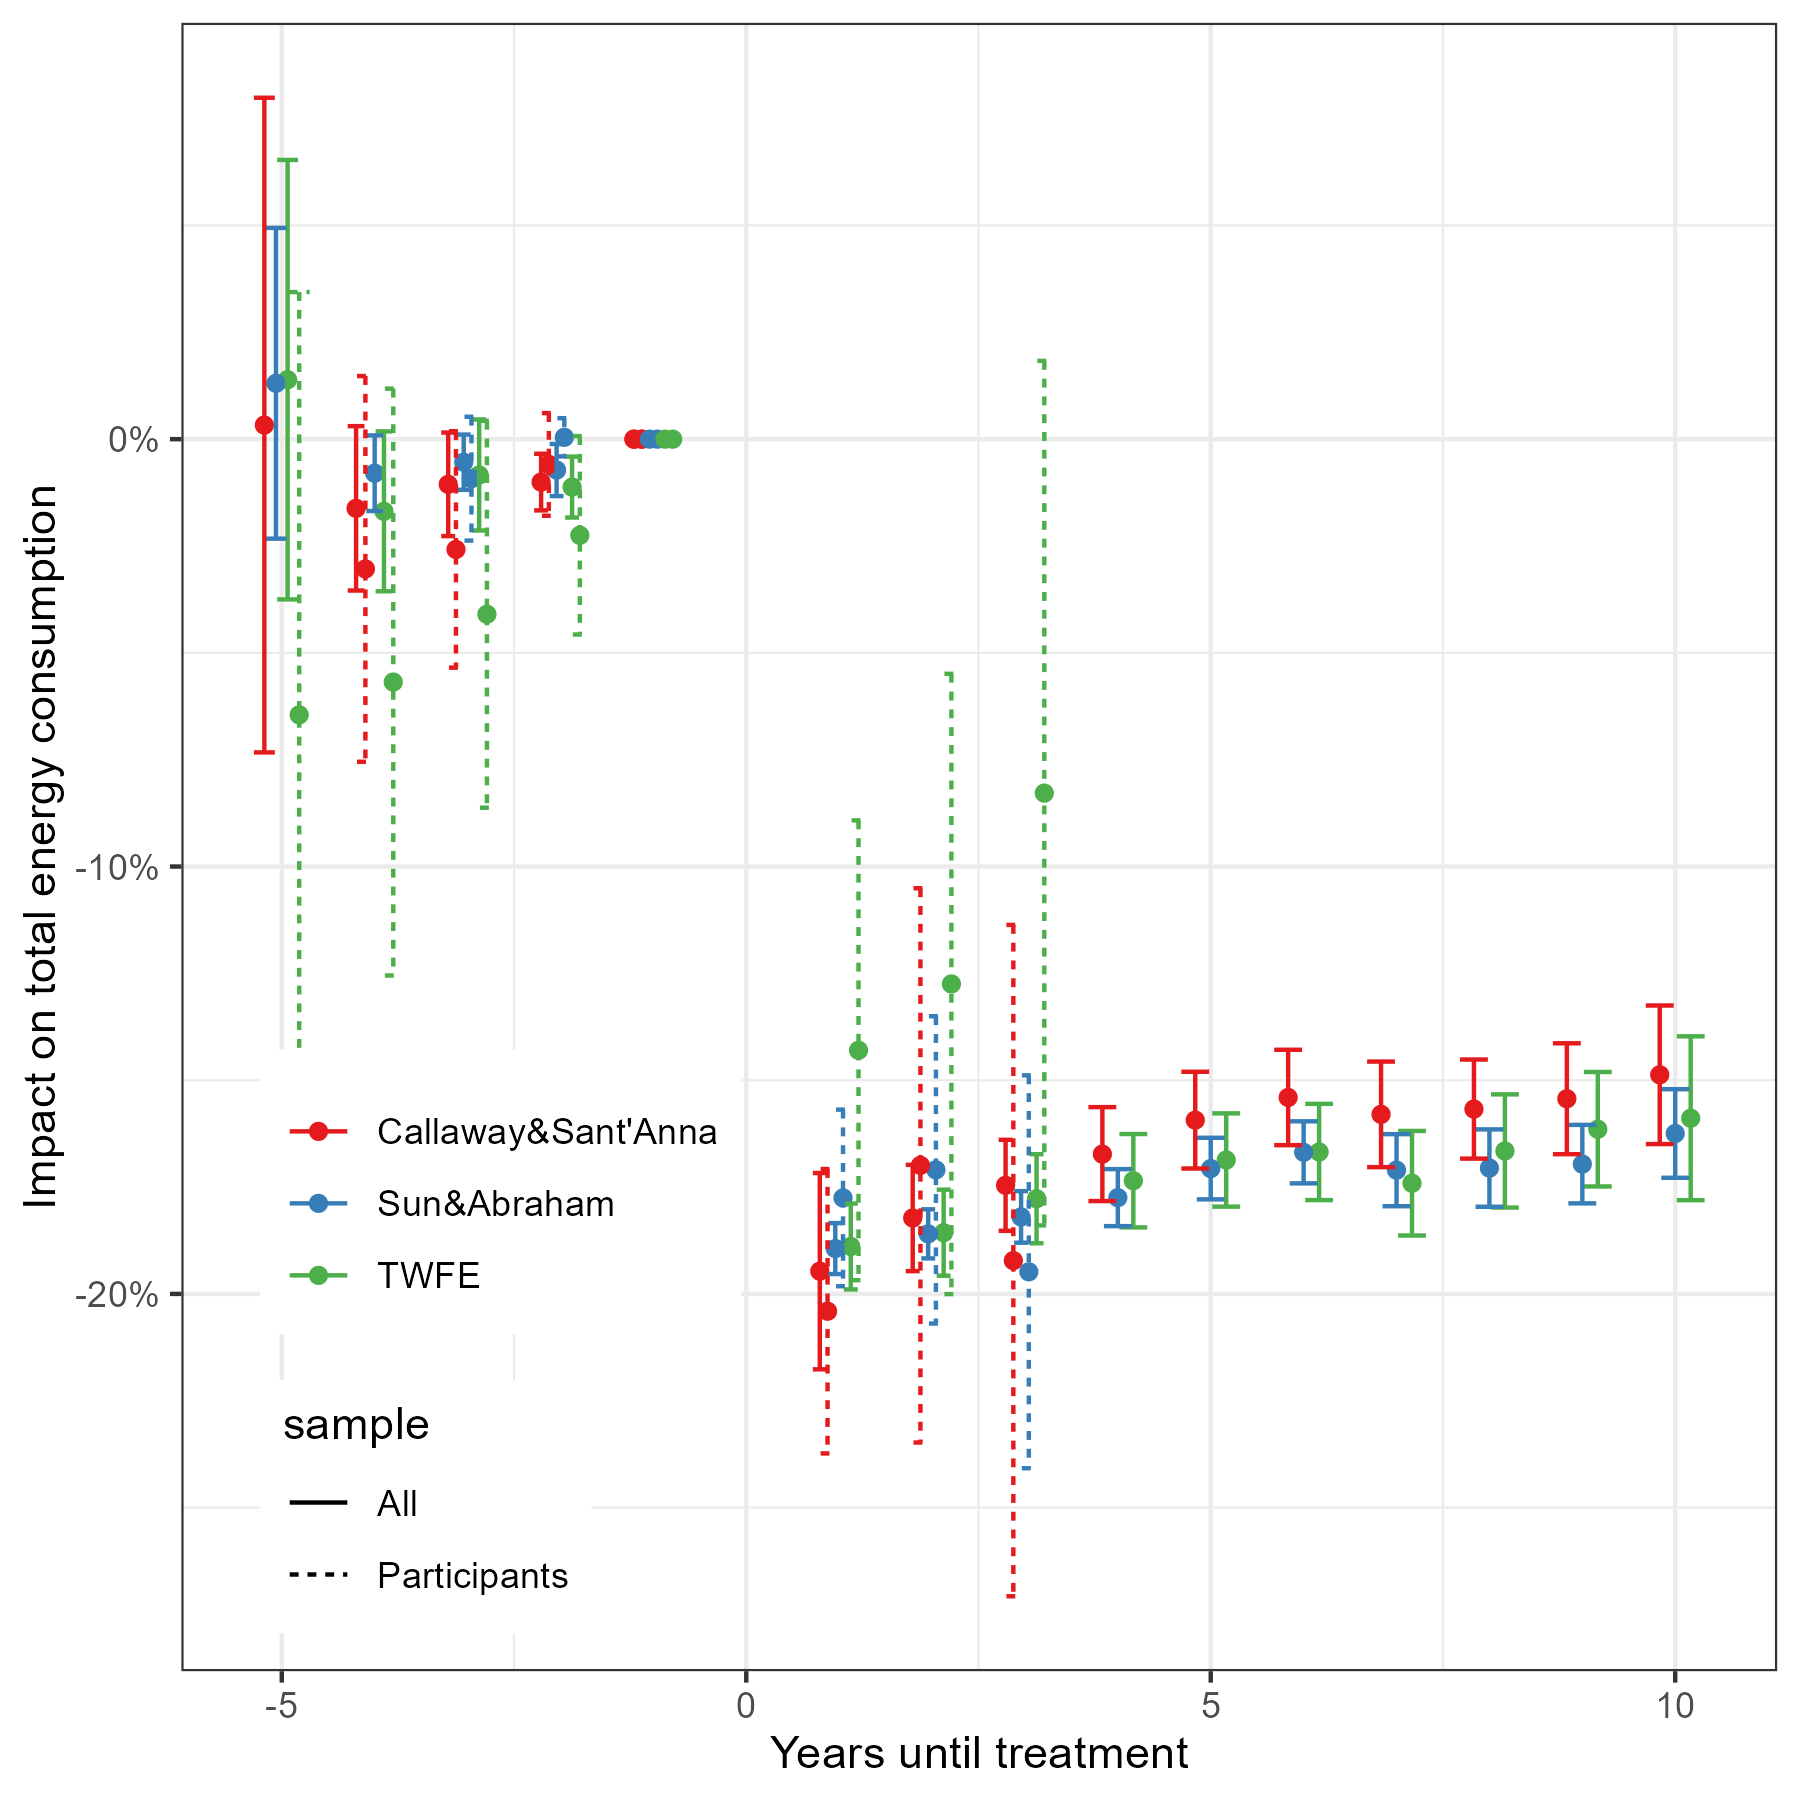 Impact on total energy consumption
0%
-10%
-20%
Callaway&Sant'Anna
Sun&Abraham
TWFE
sample
All
Participants
-5
0
5
10
Years until treatment